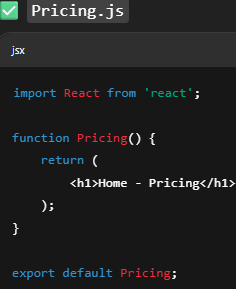 ✅ Pricing.js
jsx
import React from 'react';
function Pricing() {
return (
<h1>Home - Pricing</h1>
);
}
export default Pricing;